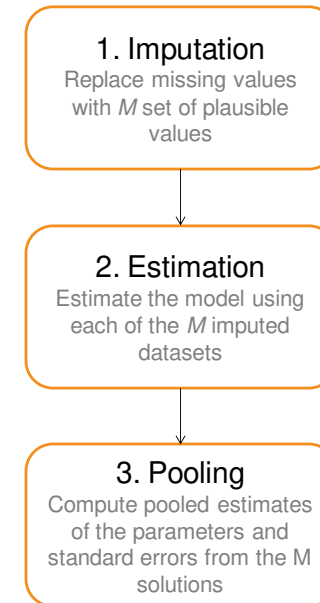 1. Imputation
Replace missing values
with M set of plausible
values
2. Estimation
Estimate the model using
each of the M imputed
datasets
3. Pooling
Compute pooled estimates
of the parameters and
standard errors from the M
solutions